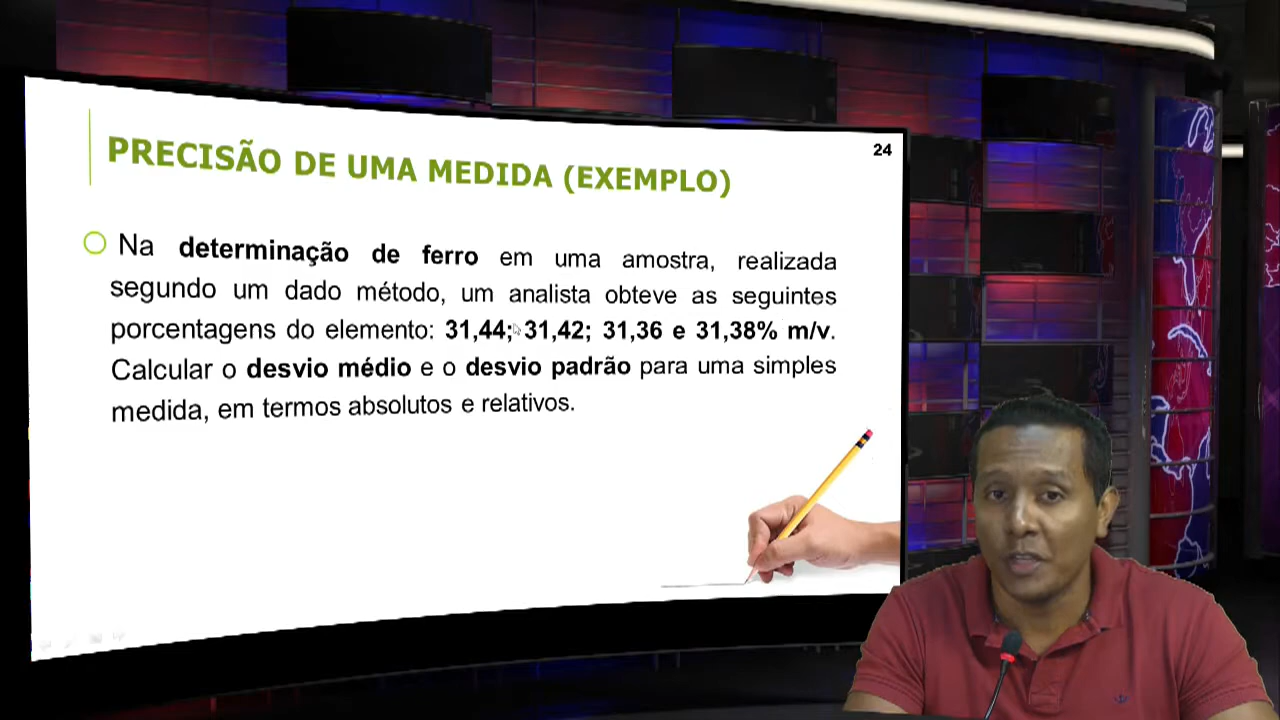 24
PRECISÃO DE UMA MEDIDA (EXEMPLO)
Na determinação de ferro em uma amostra, realizada
segundo um dado método, um analista obteve as seguintes
porcentagens do elemento: 31,44; 31,42; 31,36 e 31,38% m/v.
Calcular o desvio médio e o desvio padrão para uma simples
medida, em termos absolutos e relativos.